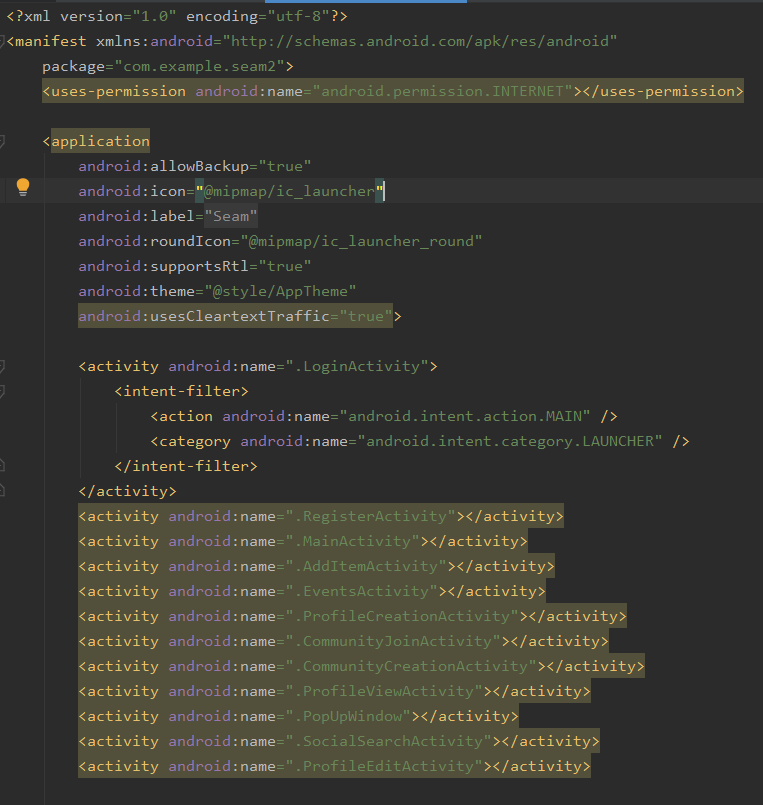 <?xml version="1.0" encoding="utf-8"?>
<manifest xmlns:android="http://schemas.android.com/apk/res/android"
    package="com.example.seam2">
    <uses-permission android:name="android.permission.INTERNET"></uses-permission>

    <application
        android:allowBackup="true"
        android:icon="@mipmap/ic_launcher"
        android:label="Seam"
        android:roundIcon="@mipmap/ic_launcher_round"
        android:supportsRtl="true"
        android:theme="@style/AppTheme"
        android:usesCleartextTraffic="true">

        <activity android:name=".LoginActivity">
            <intent-filter>
                <action android:name="android.intent.action.MAIN" />
                <category android:name="android.intent.category.LAUNCHER" />
            </intent-filter>
        </activity>
        <activity android:name=".RegisterActivity"></activity>
        <activity android:name=".MainActivity"></activity>
        <activity android:name=".AddItemActivity"></activity>
        <activity android:name=".EventsActivity"></activity>
        <activity android:name=".ProfileCreationActivity"></activity>
        <activity android:name=".CommunityJoinActivity"></activity>
        <activity android:name=".CommunityCreationActivity"></activity>
        <activity android:name=".ProfileViewActivity"></activity>
        <activity android:name=".PopUpWindow"></activity>
        <activity android:name=".SocialSearchActivity"></activity>
        <activity android:name=".ProfileEditActivity"></activity>